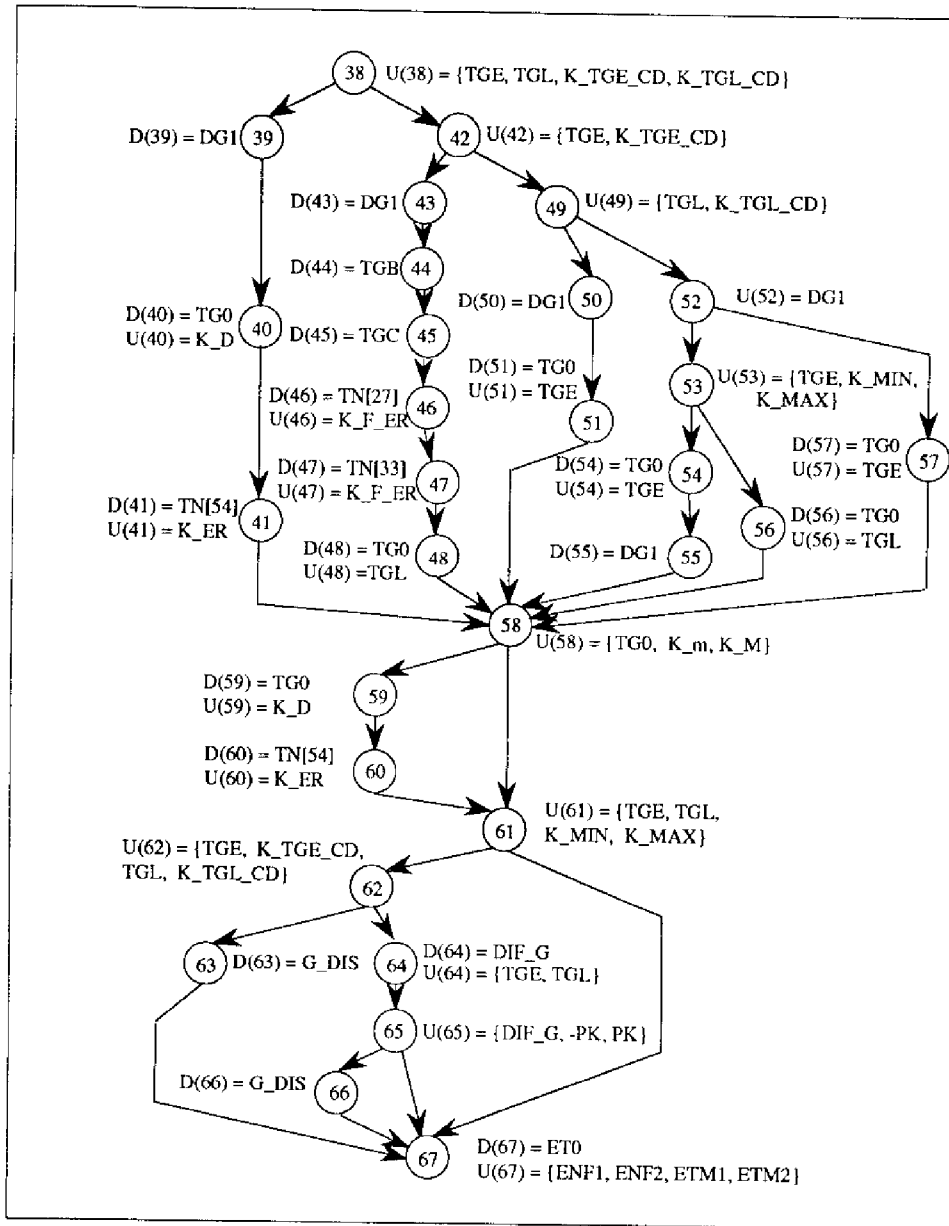 38 U(38) = {TGE, TGL, K_TGE_CD, K_TGL_CD}
D(39) = DG1 39
42 U(42) = {TGE, K_TGE_CD}
D(43) = DG1 43
49 U(49) = {TGL, K_TGL_CD}
D(44) = TGB 44
D(50) = DG1 50
52 U(52) = DG1
D(40) = TG0
U(40) = K_D
40
D(45) = TGC 45
D(51) = TG0
U(51) = TGE
51
53 U(53) = {TGE, K_MIN,
K_MAX}
D(46) = TN[27]
U(46) = K_F_ER
46
D(57) = TG0
U(57) = TGE
57
D(54) = TG0
U(54) = TGE
54
D(47) = TN[33]
U(47) = K_F_ER
47
D(41) = TN[54]
U(41) = K_ER
41
D(56) = TG0
U(56) = TGL
56
D(48) = TG0
U(48) =TGL
48
D(55) = DG1 55
58
U(58) = {TG0, K_m, K_M}
D(59) = TG0
U(59) = K_D
59
D(60) = TN[54]
U(60) = K_ER
60
61
U(61) = {TGE, TGL,
K_MIN, K_MAX}
U(62) = {TGE, K_TGE_CD,
TGL, K_TGL_CD}
62
63 D(63) = G_DIS
64
D(64) = DIF_G
U(64) = {TGE, TGL}
65 U(65) = {DIF_G, -PK, PK}
D(66) = G_DIS 66
67
D(67) = ET0
U(67) = {ENF1, ENF2, ETM1, ETM2}